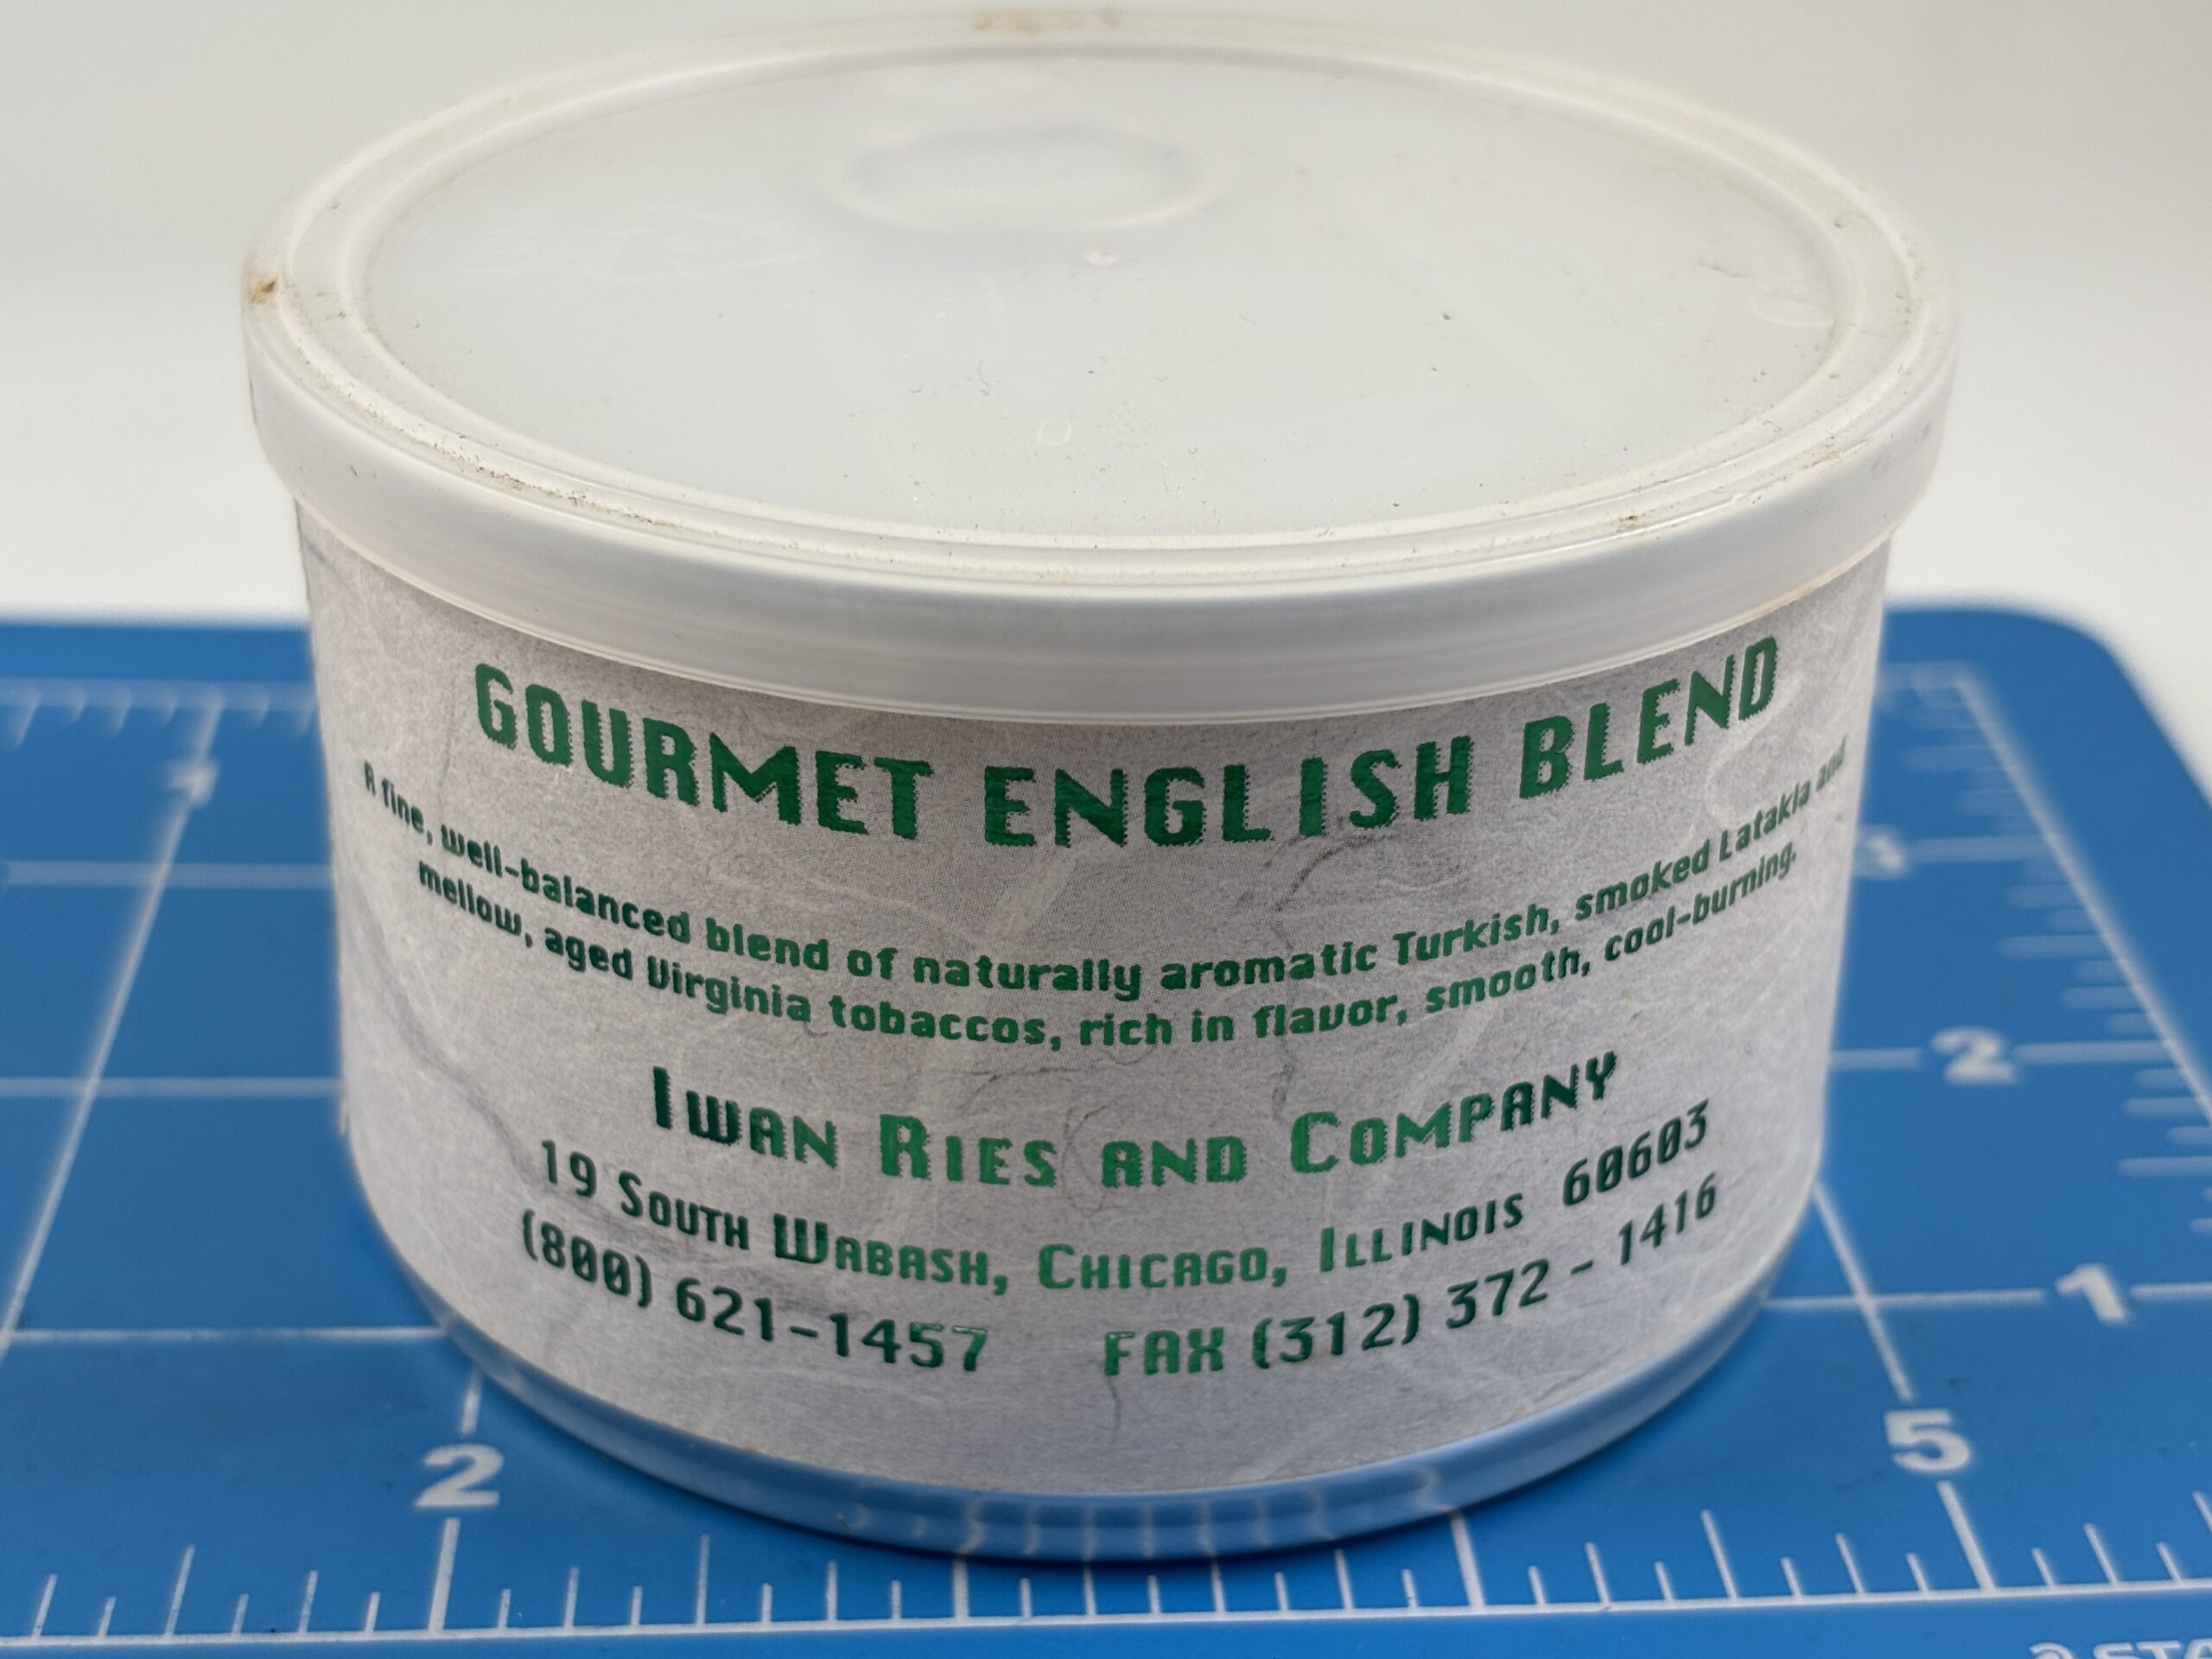 GOURMET ENGLISH BLEND
A fine, well-balanced blend of naturally aromatic Turkish, smoked Latakia and
mellow, aged Virginia tobaccos, rich in flavor, smooth, cool-burning.
IWAN RIES AND COMPANY
19 SOUTH WABASH, CHICAGO, ILLINOIS 60603
(800) 621-1457 FAX (312) 372 - 1416
3
2
1
2
5